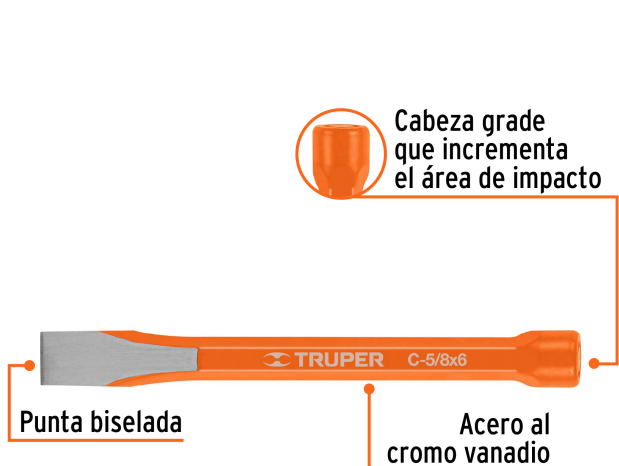 Cabeza grade
que incrementa
el área de impacto
TRUPER C-5/8x6
Punta biselada
Acero al
cromo vanadio